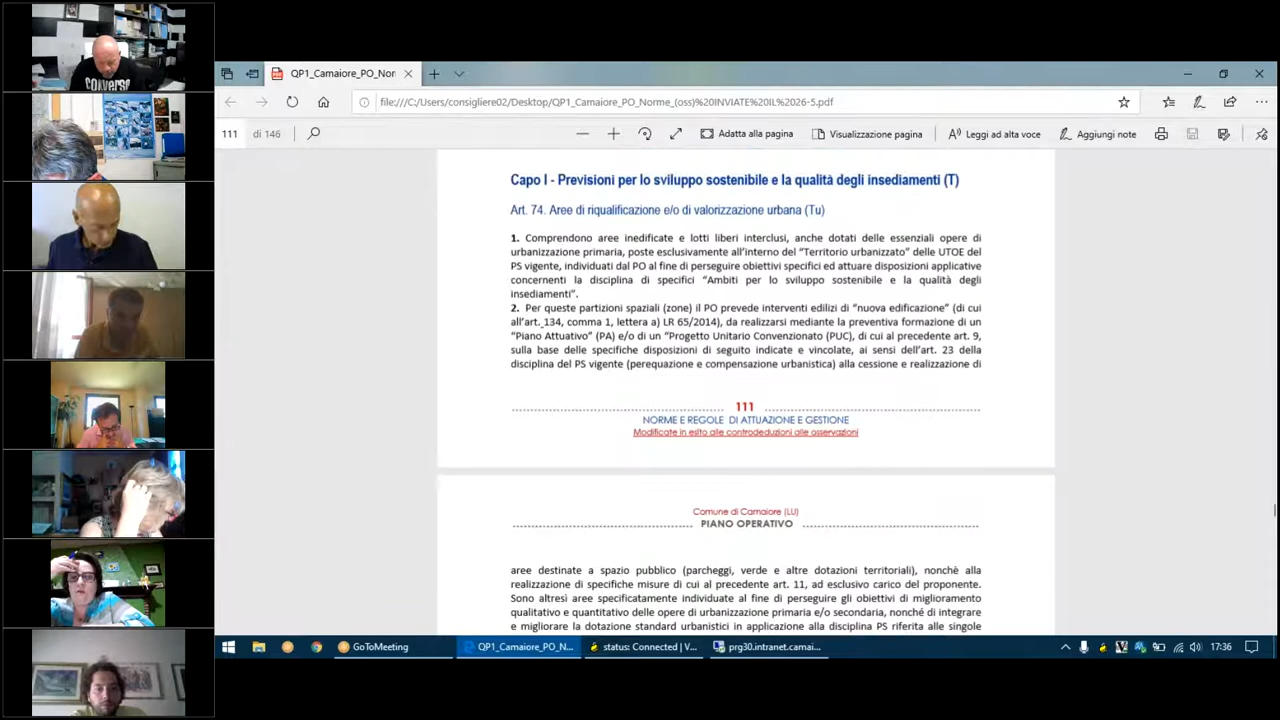 CONVERSE
QP1_Camaiore_PO_Norm
file:///C:/Users/consigliere02/Desktop/QP1_Camaiore_PO_Norme_(oss)%20INVIATE%20IL%2026-5.pdf
111 di 146
Adatta alla pagina
Visualizzazione pagina
Leggi ad alta voce
Aggiungi note
Capo I - Previsioni per lo sviluppo sostenibile e la qualità degli insediamenti (T)
Art. 74. Aree di riqualificazione e/o di valorizzazione urbana (Tu)
1. Comprendono aree inedificate e lotti liberi interclusi, anche dotati delle essenziali opere di
urbanizzazione primaria, poste esclusivamente all'interno del "Territorio urbanizzato" delle UTOE del
PS vigente, individuati dal PO al fine di perseguire obiettivi specifici ed attuare disposizioni applicative
concernenti la disciplina di specifici "Ambiti per lo sviluppo sostenibile e la qualità degli
insediamenti".
2. Per queste partizioni spaziali (zone) il PO prevede interventi edilizi di "nuova edificazione" (di cui
all'art. 134, comma 1, lettera a) LR 65/2014), da realizzarsi mediante la preventiva formazione di un
"Piano Attuativo" (PA) e/o di un "Progetto Unitario Convenzionato (PUC), di cui al precedente art. 9,
sulla base delle specifiche disposizioni di seguito indicate e vincolate, ai sensi dell'art. 23 della
disciplina del PS vigente (perequazione e compensazione urbanistica) alla cessione e realizzazione di
111
NORME E REGOLE DI ATTUAZIONE E GESTIONE
Modificate in esito alle controdeduzioni alle osservazioni
Comune di Camaiore (LU)
PIANO OPERATIVO
aree destinate a spazio pubblico (parcheggi, verde e altre dotazioni territoriali), nonchè alla
realizzazione di specifiche misure di cui al precedente art. 11, ad esclusivo carico del proponente.
Sono altresì aree specificatamente individuate al fine di perseguire gli obiettivi di miglioramento
qualitativo e quantitativo delle opere di urbanizzazione primaria e/o secondaria, nonché di integrare
e migliorare la dotazione standard urbanistici in applicazione alla disciplina PS riferita alle singole
GoToMeeting
QP1_Camaiore_PO_N...
status: Connected | V...
prg30.intranet.camai...
17:36